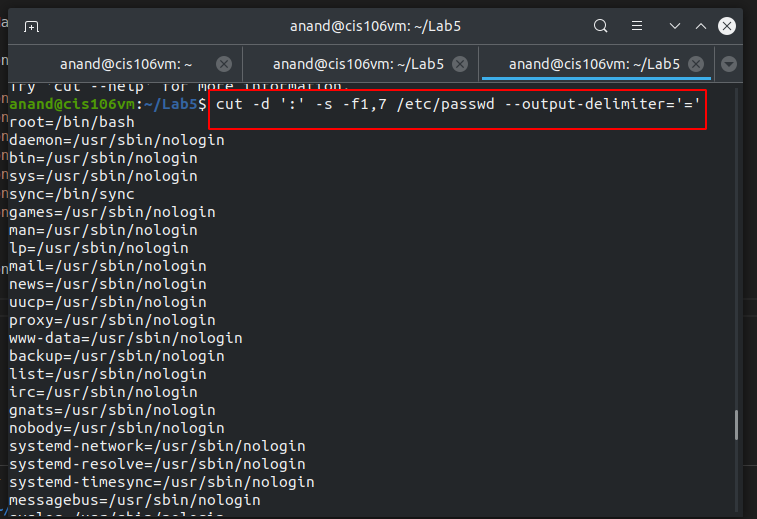 anand@cis106vm: ~/Lab5
anand@cis106vm: ~
anand@cis106vm: ~/Lab5
anand@cis106vm: ~/Lab5
Try 'cut --help' for more information.
anand@cis106vm:~/Lab5$ cut -d ':' -s -f1,7 /etc/passwd --output-delimiter='='
root=/bin/bash
daemon=/usr/sbin/nologin
bin=/usr/sbin/nologin
sys=/usr/sbin/nologin
sync=/bin/sync
games=/usr/sbin/nologin
man=/usr/sbin/nologin
lp=/usr/sbin/nologin
mail=/usr/sbin/nologin
news=/usr/sbin/nologin
uucp=/usr/sbin/nologin
proxy=/usr/sbin/nologin
www-data=/usr/sbin/nologin
backup=/usr/sbin/nologin
list=/usr/sbin/nologin
irc=/usr/sbin/nologin
gnats=/usr/sbin/nologin
nobody=/usr/sbin/nologin
systemd-network=/usr/sbin/nologin
systemd-resolve=/usr/sbin/nologin
systemd-timesync=/usr/sbin/nologin
messagebus=/usr/sbin/nologin